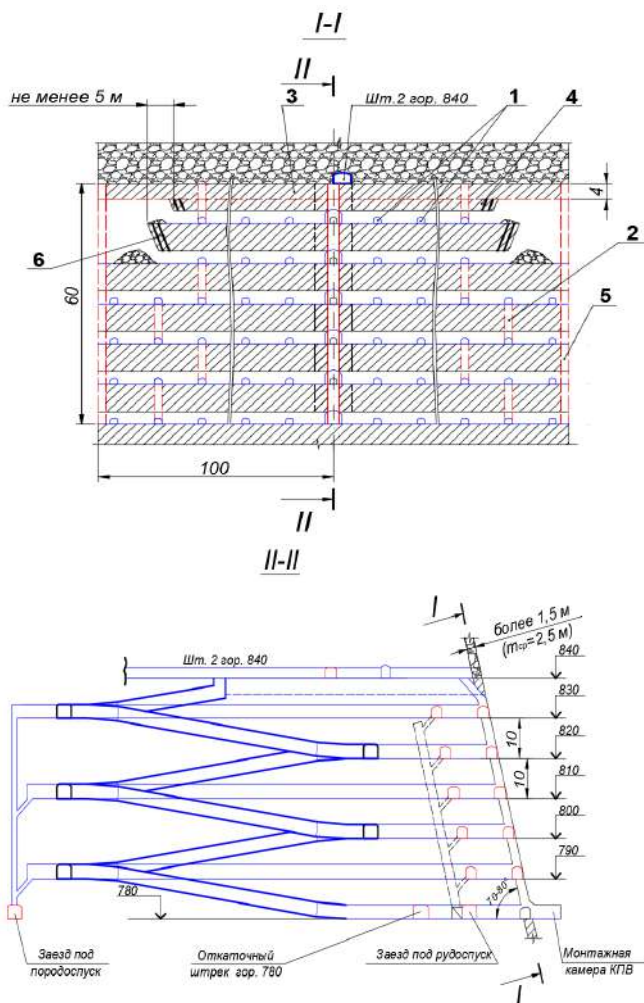 I-I
II
не менее 5 м
3
Шт.2 гор. 840
1
4
4
6
2
60
5
100
II
II-II
I
более 1,5 м
(mср=2,5 м)
Шт. 2 гор. 840
840
830
10
820
10
810
800
790
780
70-80°
Заезд под
породоспуск
Откаточный
штрек гор. 780
Заезд под рудоспуск
Монтажная
камера КПВ
I